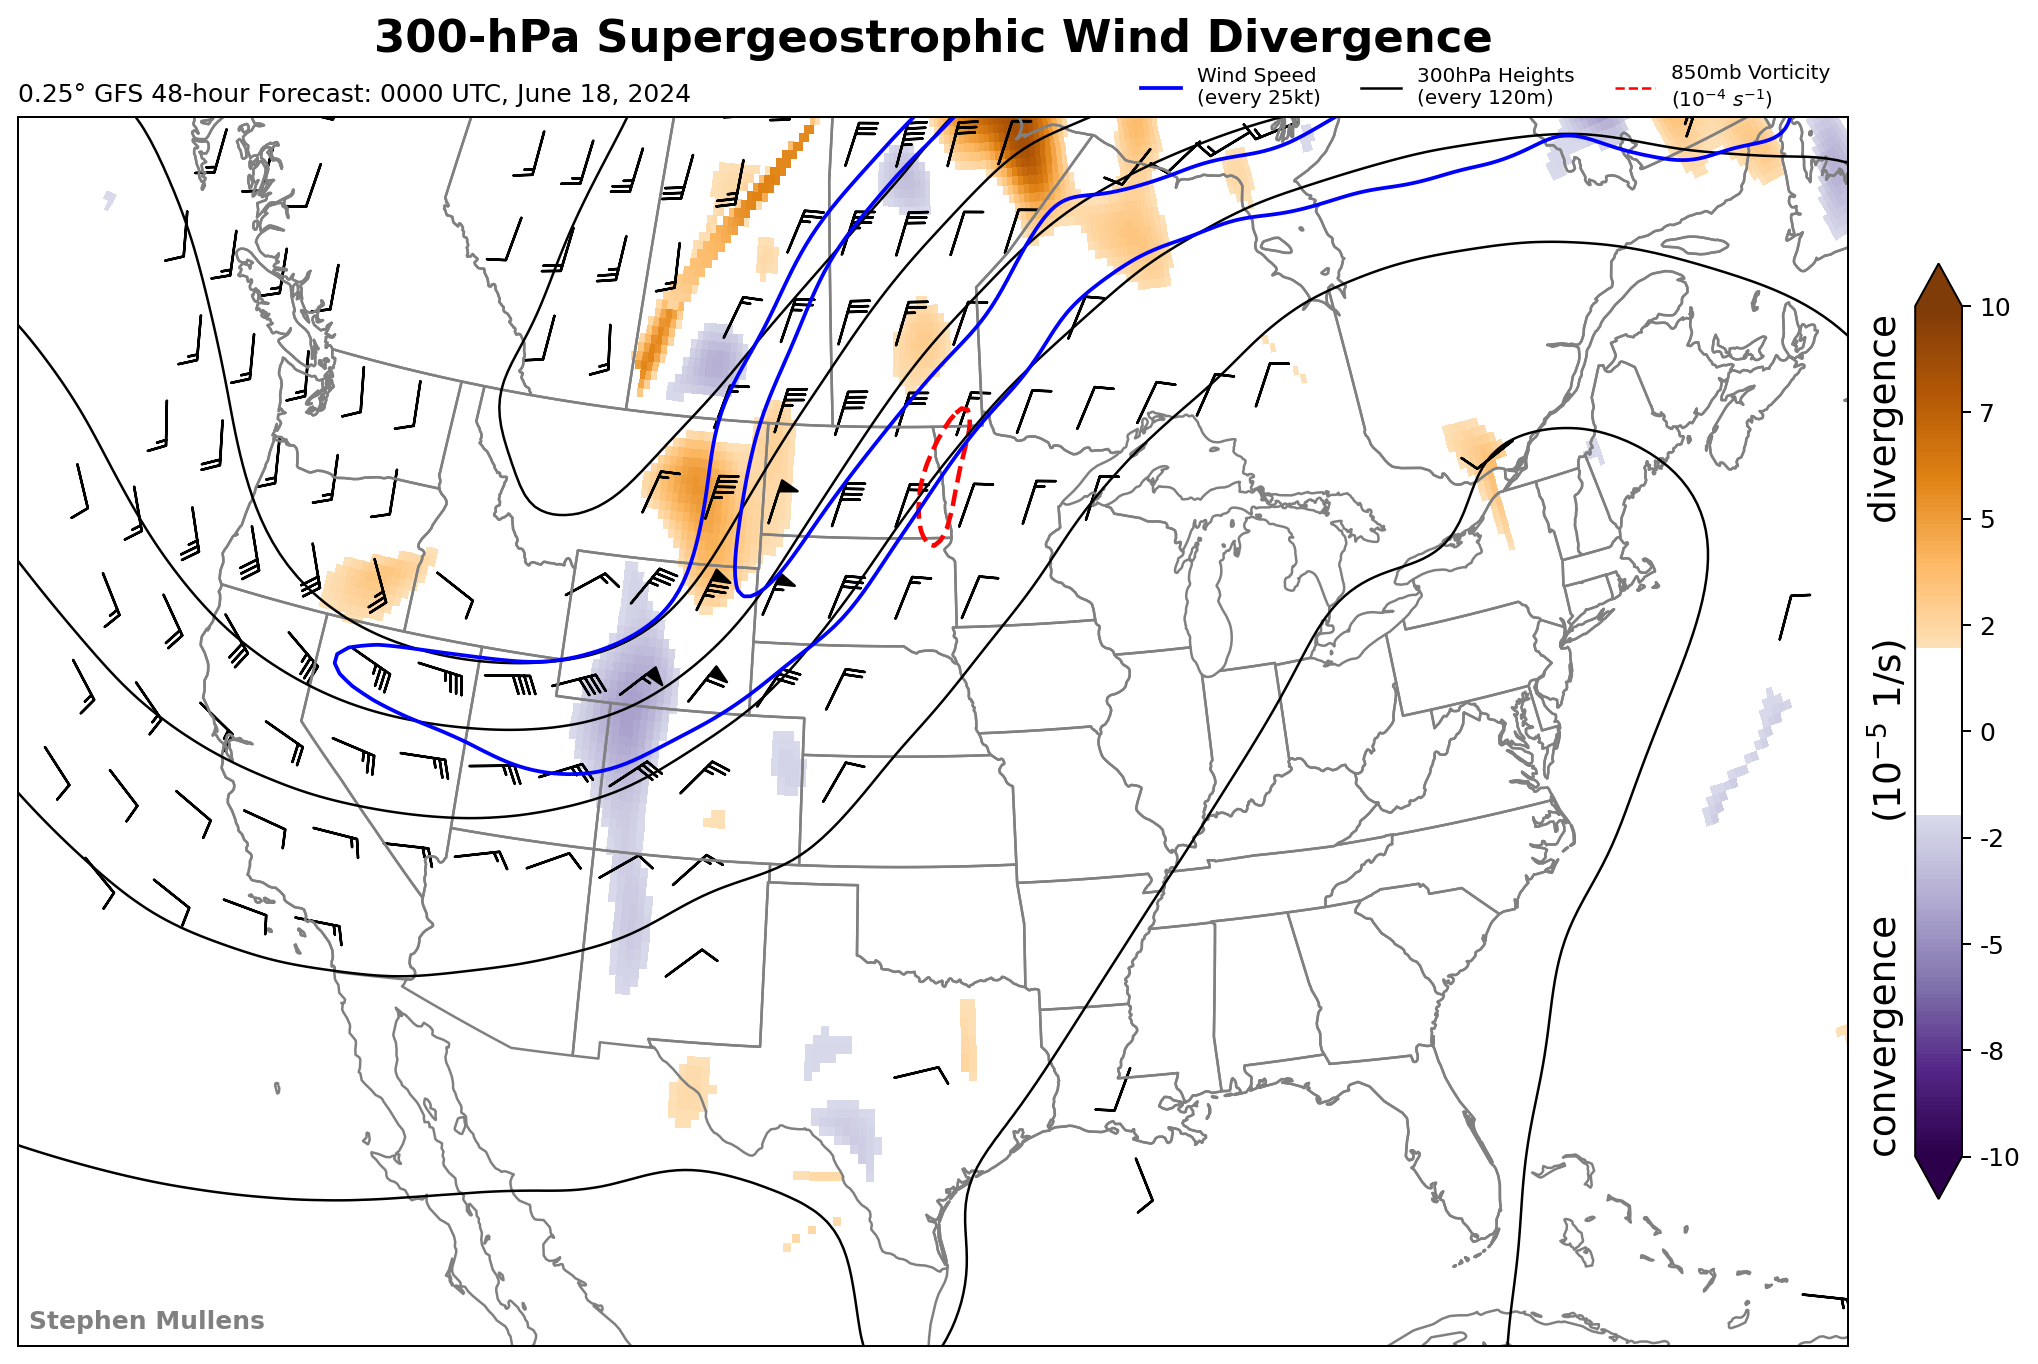 300-hPa Supergeostrophic Wind Divergence
0.25° GFS 48-hour Forecast: 0000 UTC, June 18, 2024
Wind Speed
(every 25kt)
300hPa Heights
(every 120m)
850mb Vorticity
(10⁻⁴ s⁻¹)
10
7
5
2
0
-2
-5
-8
-10
convergence (10⁻⁵ 1/s) divergence
Stephen Mullens